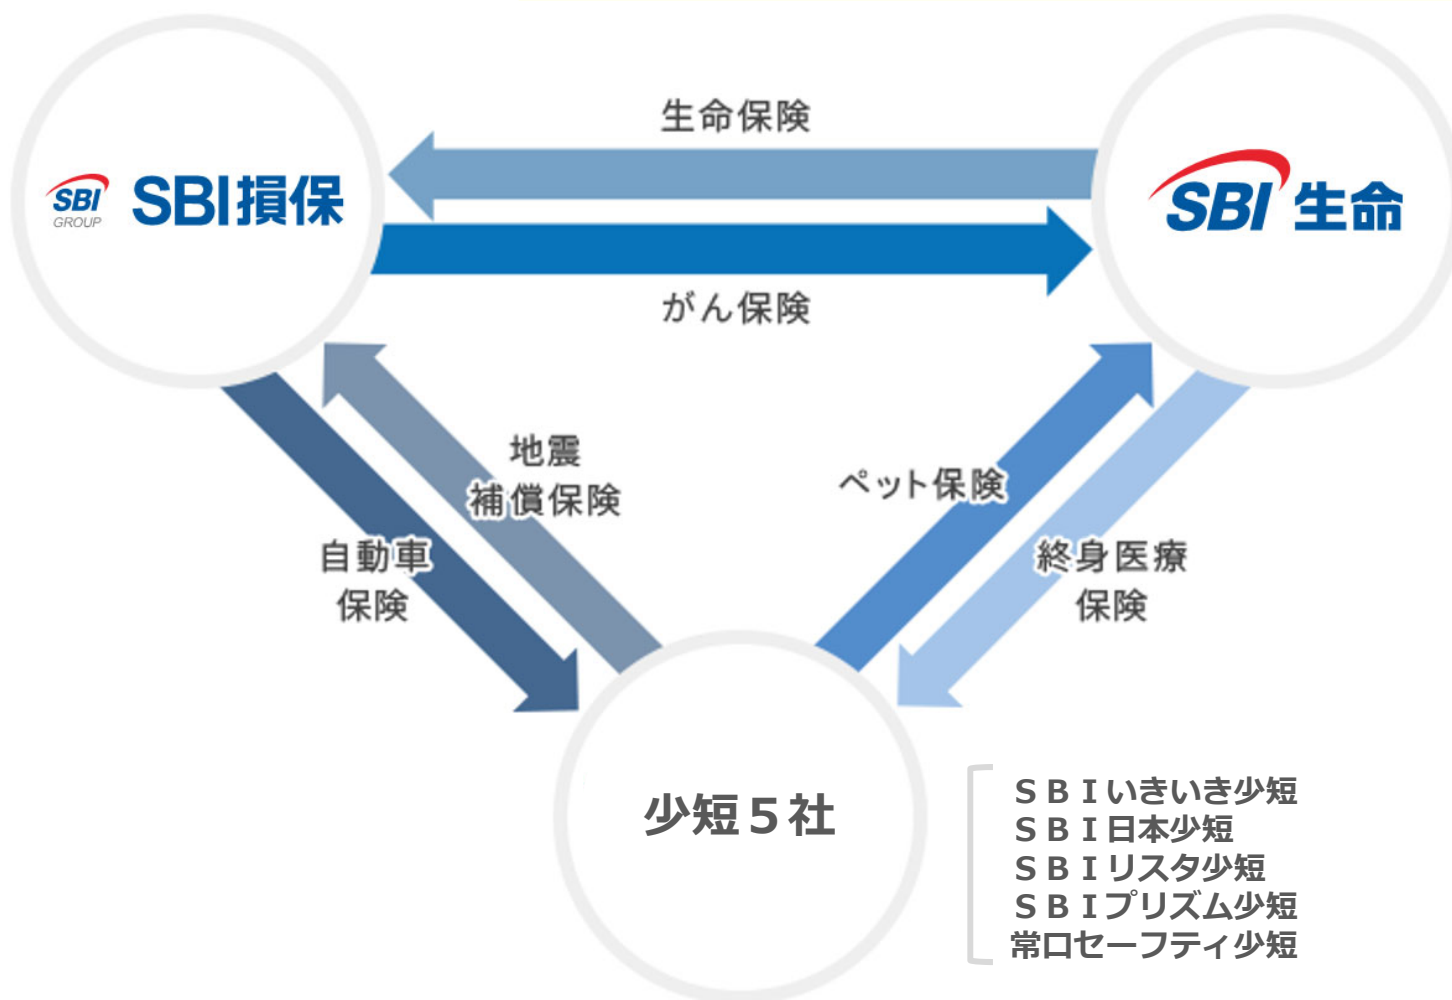 生命保険
SBI
GROUP
SBI損保
SBI生命
がん保険
地震
補償保険
ペット保険
自動車
保険
終身医療
保険
少短５社
ＳＢＩいきいき少短
ＳＢＩ日本少短
ＳＢＩリスタ少短
ＳＢＩプリズム少短
常口セーフティ少短